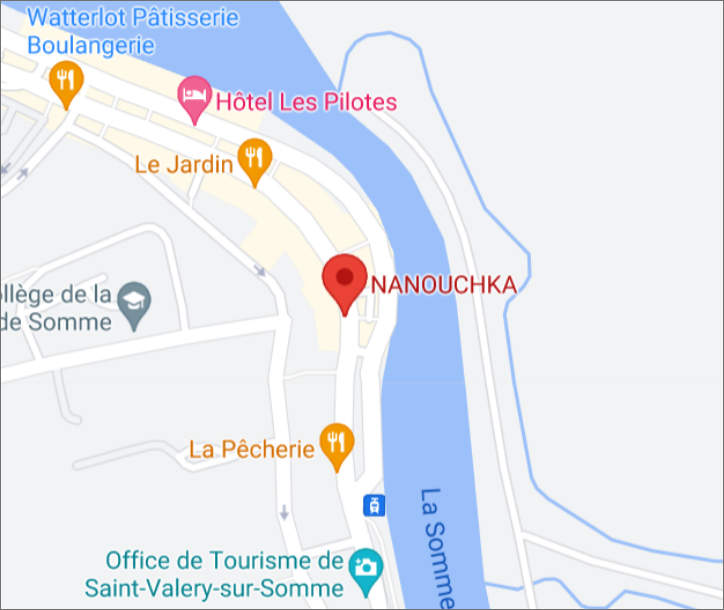 Watterlot Pâtisserie
Boulangerie
Hôtel Les Pilotes
Le Jardin
NANOUCHKA
llège de la
de Somme
La Pêcherie
La Somme
Office de Tourisme de
Saint-Valery-sur-Somme